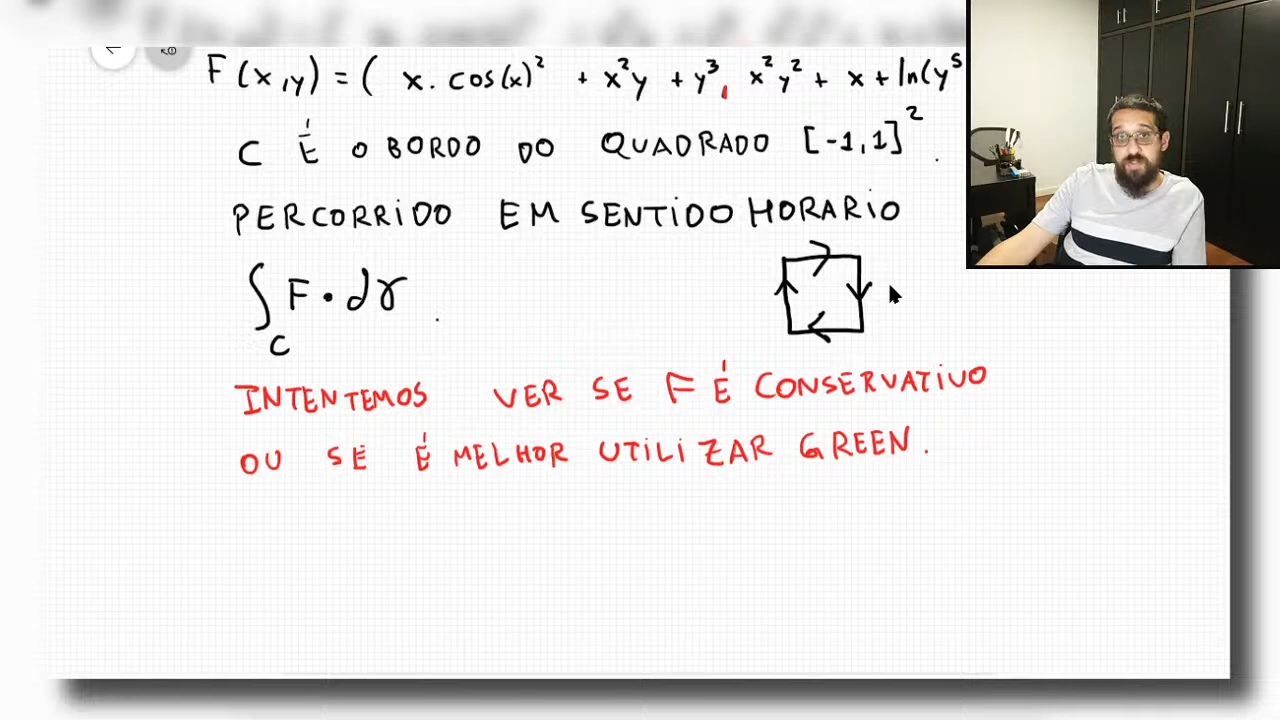 F(x,y) = ( x. cos(x)² + x²y + y³, x²y² + x + ln(y⁵
C É O BORDO DO QUADRADO [-1,1]².
PERCORRIDO EM SENTIDO HORARIO
∫_C F • dγ.
INTENTEMOS VER SE F É CONSERVATIVO
OU SE É MELHOR UTILIZAR GREEN.